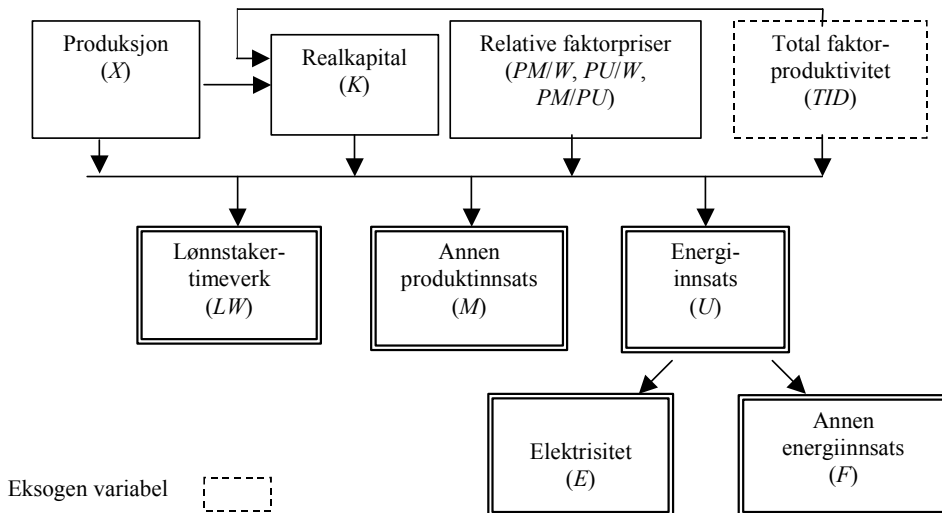 Produksjon
(X)
Realkapital
(K)
Relative faktorpriser
(PM/W, PU/W,
PM/PU)
Total faktor-
produktivitet
(TID)
Lønnstaker-
timeverk
(LW)
Annen
produktinnsats
(M)
Energi-
innsats
(U)
Elektrisitet
(E)
Annen
energiinnsats
(F)
Eksogen variabel